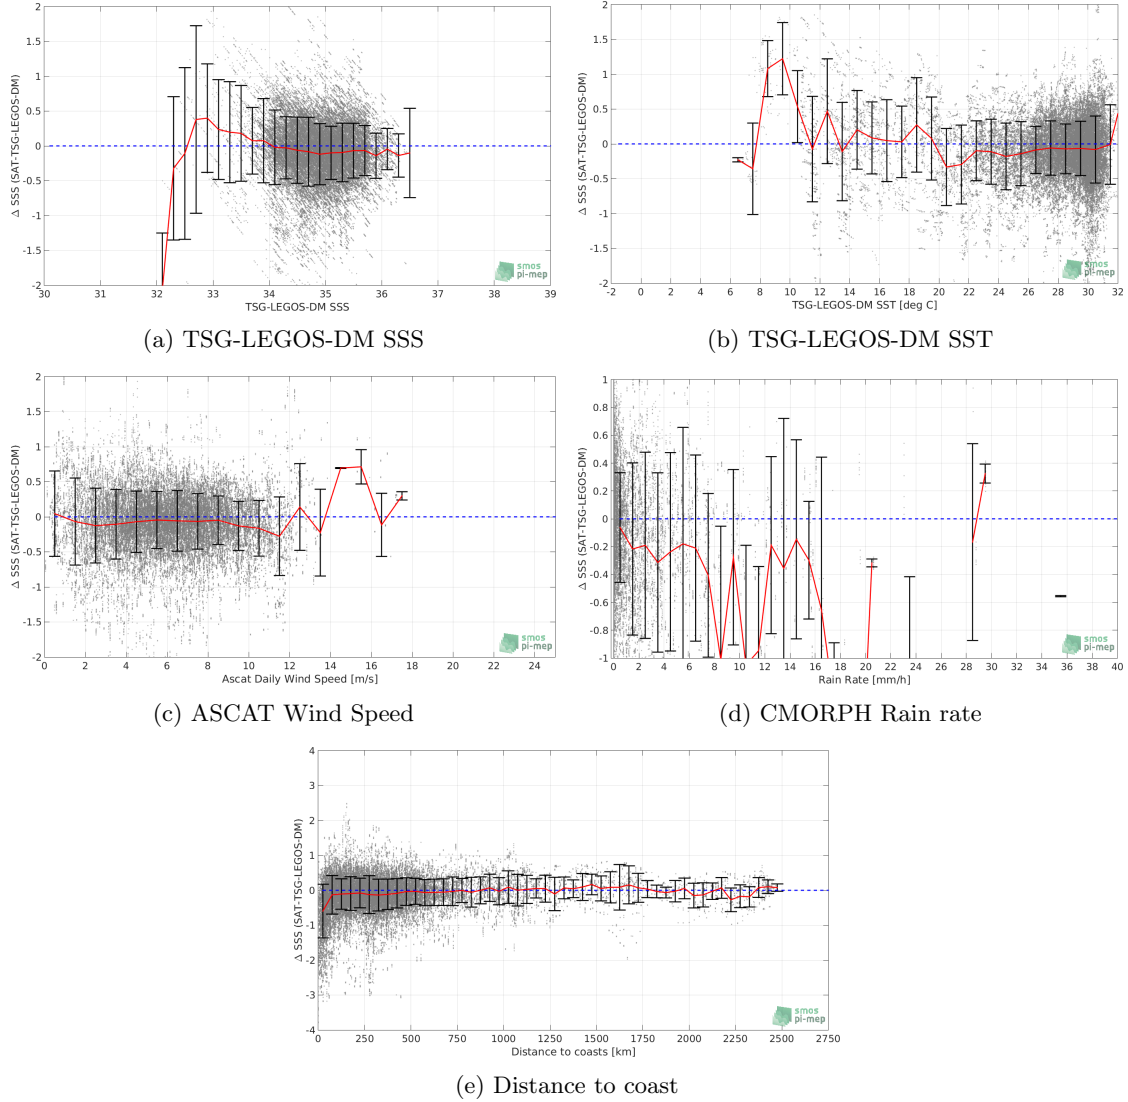 2
1.5
1
0.5
0
-0.5
-1
-1.5
-2
Δ SSS (SAT-TSG-LEGOS-DM)
30 31 32 33 34 35 36 37 38 39
TSG-LEGOS-DM SSS
smos
pi-mep
(a) TSG-LEGOS-DM SSS
2
1.5
1
0.5
0
-0.5
-1
-1.5
-2
Δ SSS (SAT-TSG-LEGOS-DM)
-2 0 2 4 6 8 10 12 14 16 18 20 22 24 26 28 30 32
TSG-LEGOS-DM SST [deg C]
smos
pi-mep
(b) TSG-LEGOS-DM SST
2
1.5
1
0.5
0
-0.5
-1
-1.5
-2
Δ SSS (SAT-TSG-LEGOS-DM)
0 2 4 6 8 10 12 14 16 18 20 22 24
Ascat Daily Wind Speed [m/s]
smos
pi-mep
(c) ASCAT Wind Speed
1
0.8
0.6
0.4
0.2
0
-0.2
-0.4
-0.6
-0.8
-1
Δ SSS (SAT-TSG-LEGOS-DM)
0 2 4 6 8 10 12 14 16 18 20 22 24 26 28 30 32 34 36 38 40
Rain Rate [mm/h]
smos
pi-mep
(d) CMORPH Rain rate
4
3
2
1
0
-1
-2
-3
-4
Δ SSS (SAT-TSG-LEGOS-DM)
0 250 500 750 1000 1250 1500 1750 2000 2250 2500 2750
Distance to coasts [km]
smos
pi-mep
(e) Distance to coast